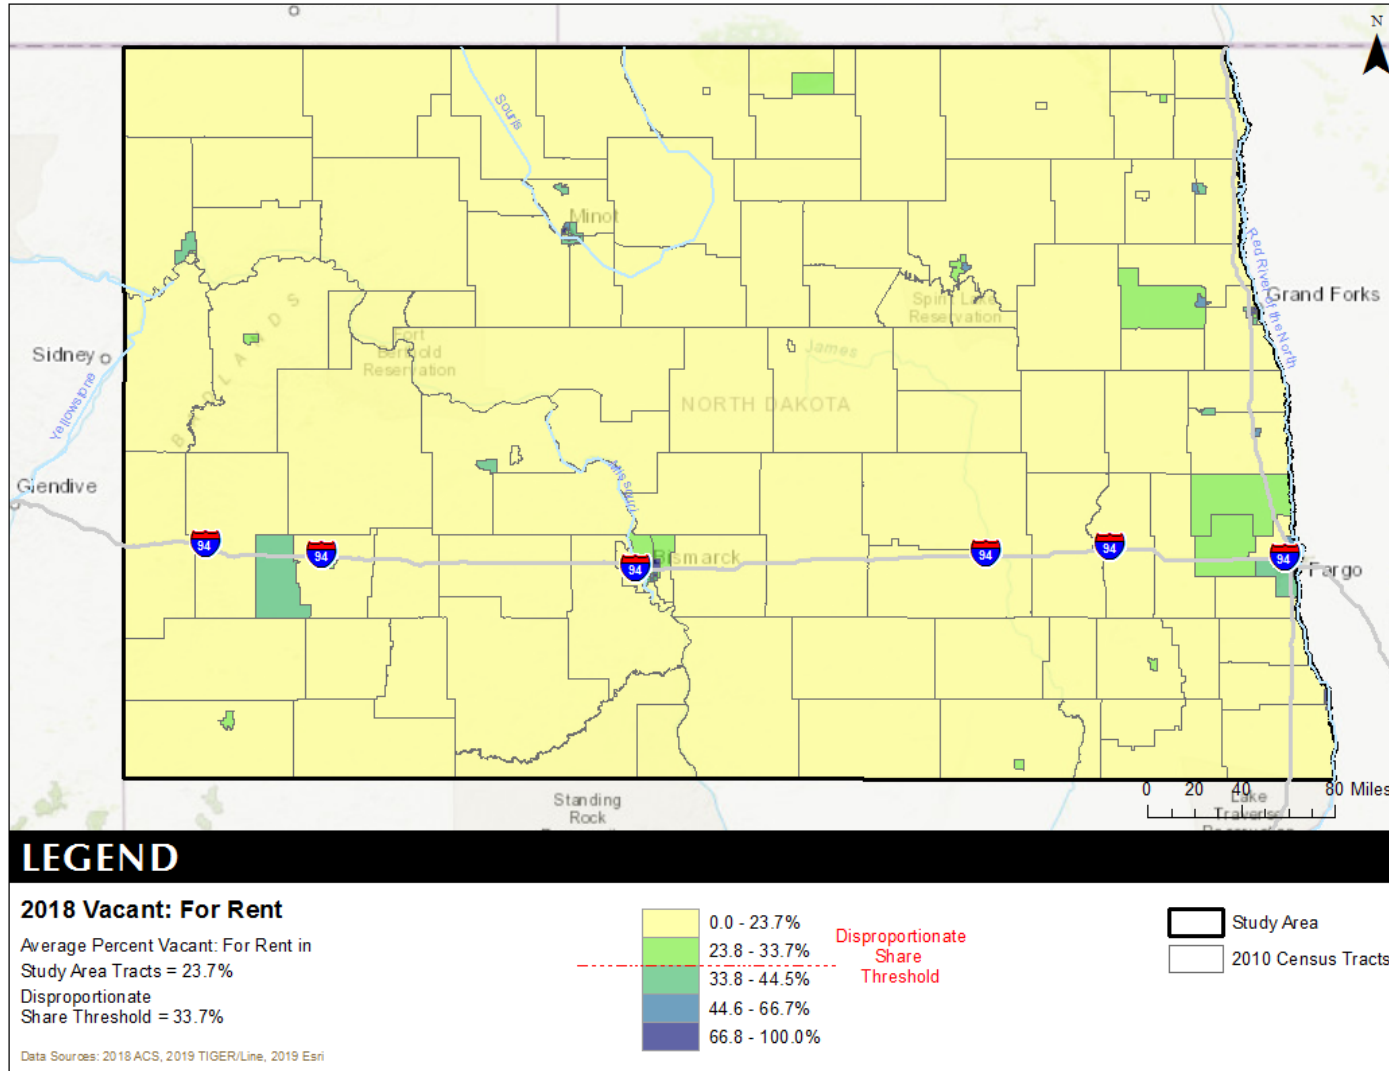 N
Souris
Minot
Red River of the North
Grand Forks
Spirit Lake
Reservation
BADLANDS
Fort
Berthold
Reservation
Sidney
James
Yellowstone
NORTH DAKOTA
Missouri
Glendive
94
94
94
Bismarck
94
94
94
Fargo
0 20 40 80 Miles
Standing
Rock
Lake
Traverse
Reservation
LEGEND
2018 Vacant: For Rent
Average Percent Vacant: For Rent in
Study Area Tracts = 23.7%
Disproportionate
Share Threshold = 33.7%
Data Sources: 2018 ACS, 2019 TIGER/Line, 2019 Esri
0.0 - 23.7%
23.8 - 33.7%
33.8 - 44.5%
44.6 - 66.7%
66.8 - 100.0%
Disproportionate
Share
Threshold
Study Area
2010 Census Tracts